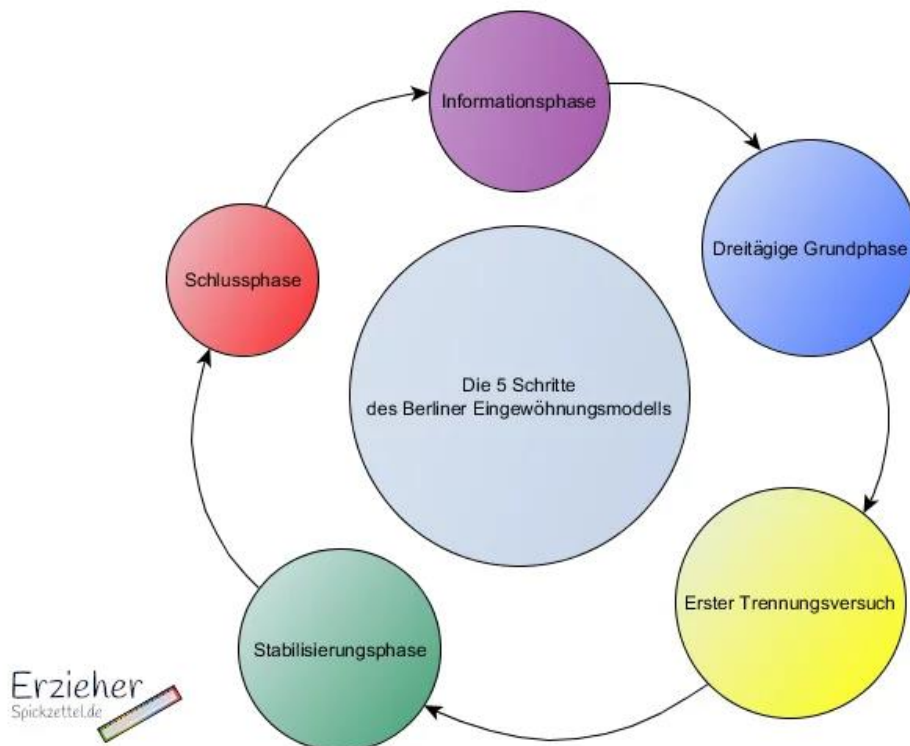 Informationsphase
Dreitägige Grundphase
Schlussphase
Die 5 Schritte
des Berliner Eingewöhnungsmodells
Erster Trennungsversuch
Stabilisierungsphase
Erzieher
Spickzettel.de